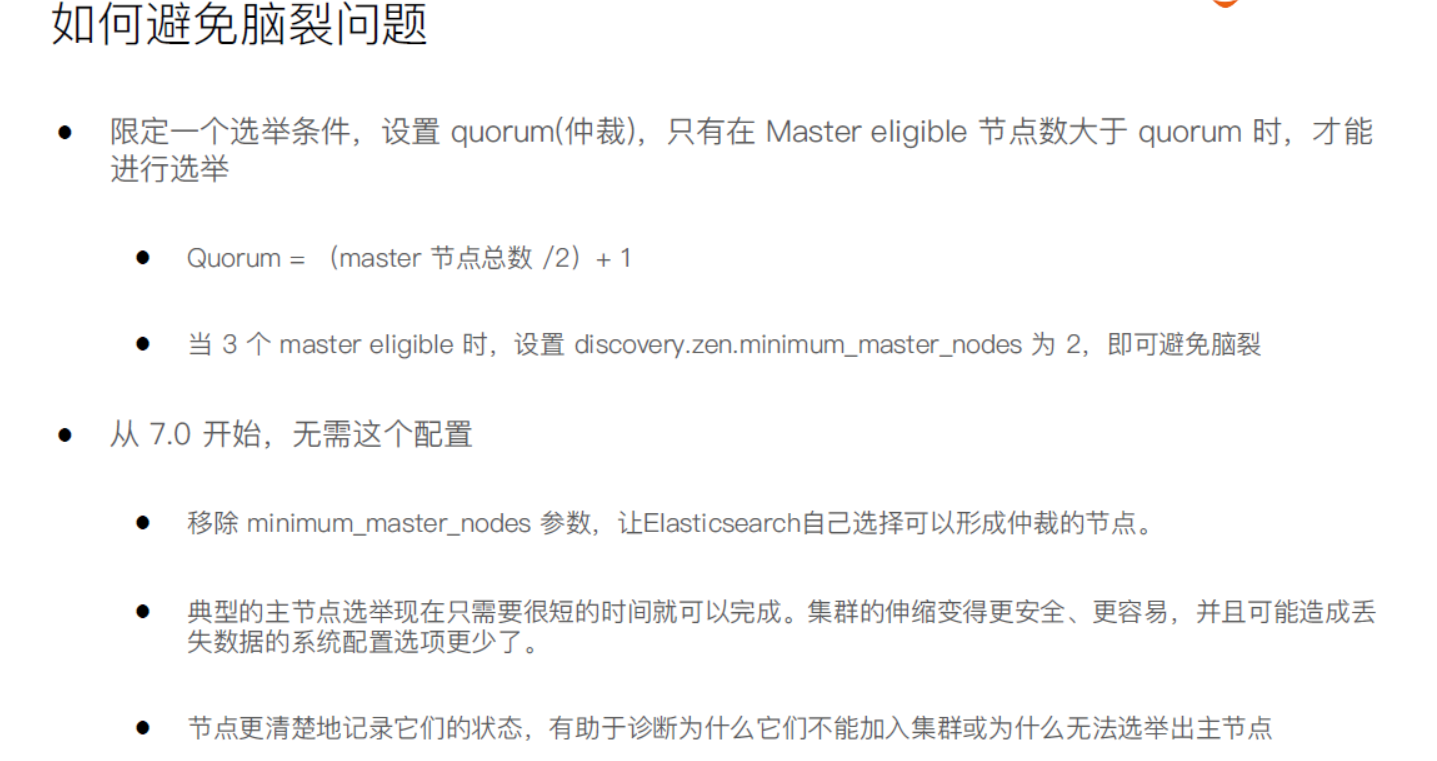 如何避免脑裂问题
● 限定一个选举条件，设置 quorum(仲裁)，只有在 Master eligible 节点数大于 quorum 时，才能
进行选举
● Quorum = （master 节点总数 /2）+ 1
● 当 3 个 master eligible 时，设置 discovery.zen.minimum_master_nodes 为 2，即可避免脑裂
● 从 7.0 开始，无需这个配置
● 移除 minimum_master_nodes 参数，让Elasticsearch自己选择可以形成仲裁的节点。
● 典型的主节点选举现在只需要很短的时间就可以完成。集群的伸缩变得更安全、更容易，并且可能造成丢
失数据的系统配置选项更少了。
● 节点更清楚地记录它们的状态，有助于诊断为什么它们不能加入集群或为什么无法选举出主节点